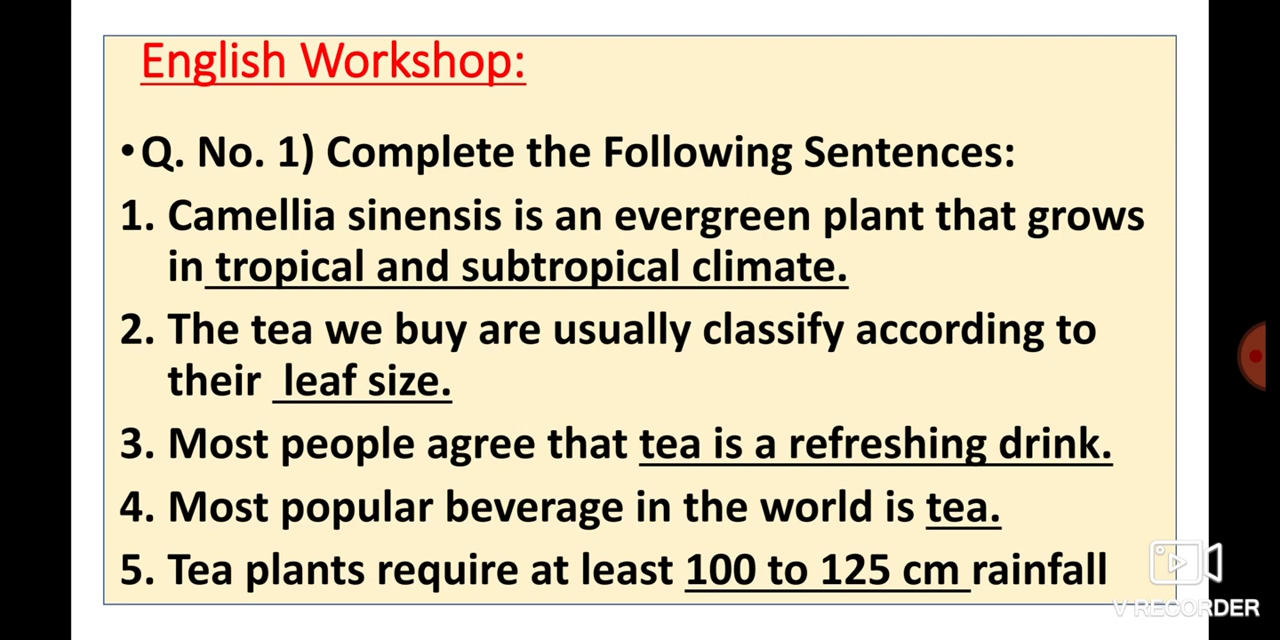 English Workshop:
•Q. No. 1) Complete the Following Sentences:
1. Camellia sinensis is an evergreen plant that grows
in tropical and subtropical climate.
2. The tea we buy are usually classify according to
their leaf size.
3. Most people agree that tea is a refreshing drink.
4. Most popular beverage in the world is tea.
5. Tea plants require at least 100 to 125 cm rainfall
V RECORDER